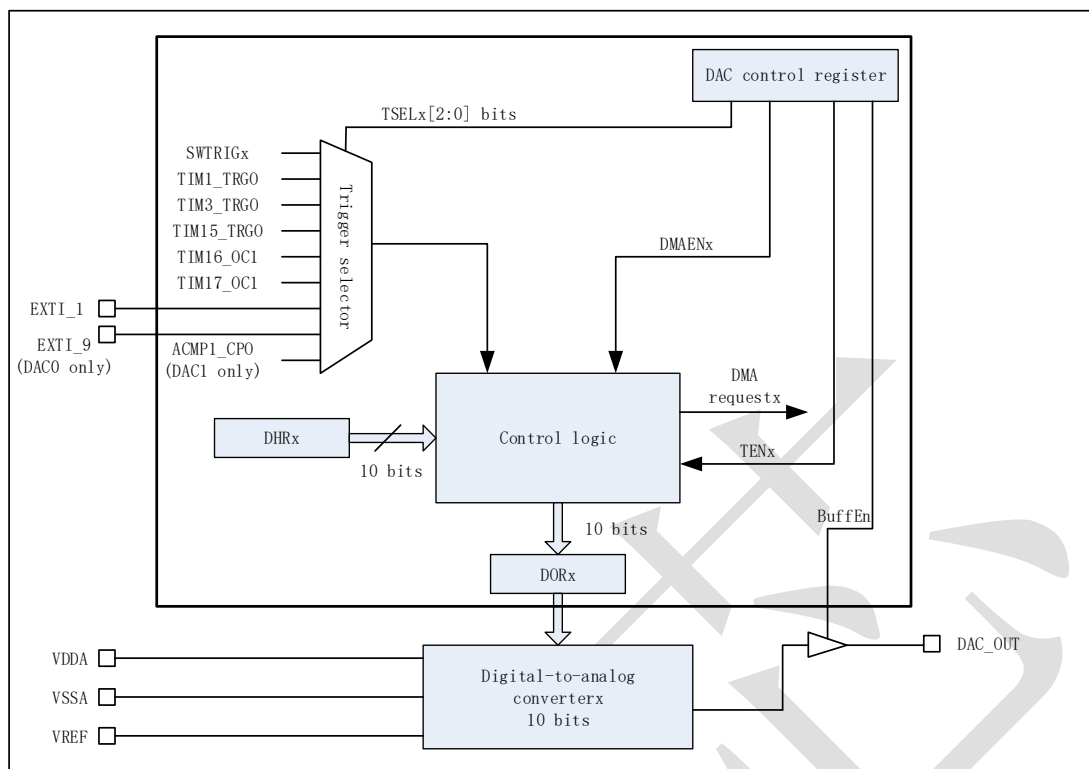 DAC control register
TSELx[2:0] bits
SWTRIGx
TIM1_TRGO
TIM3_TRGO
TIM15_TRGO
TIM16_OC1
TIM17_OC1
Trigger selector
DMAENx
EXTI_1
EXTI_9
(DAC0 only)
ACMP1_CPO
(DAC1 only)
DMA
requestx
DHRx
10 bits
Control logic
TENx
10 bits
BuffEn
DORx
VDDA
VSSA
VREF
Digital-to-analog
converterx
10 bits
DAC_OUT